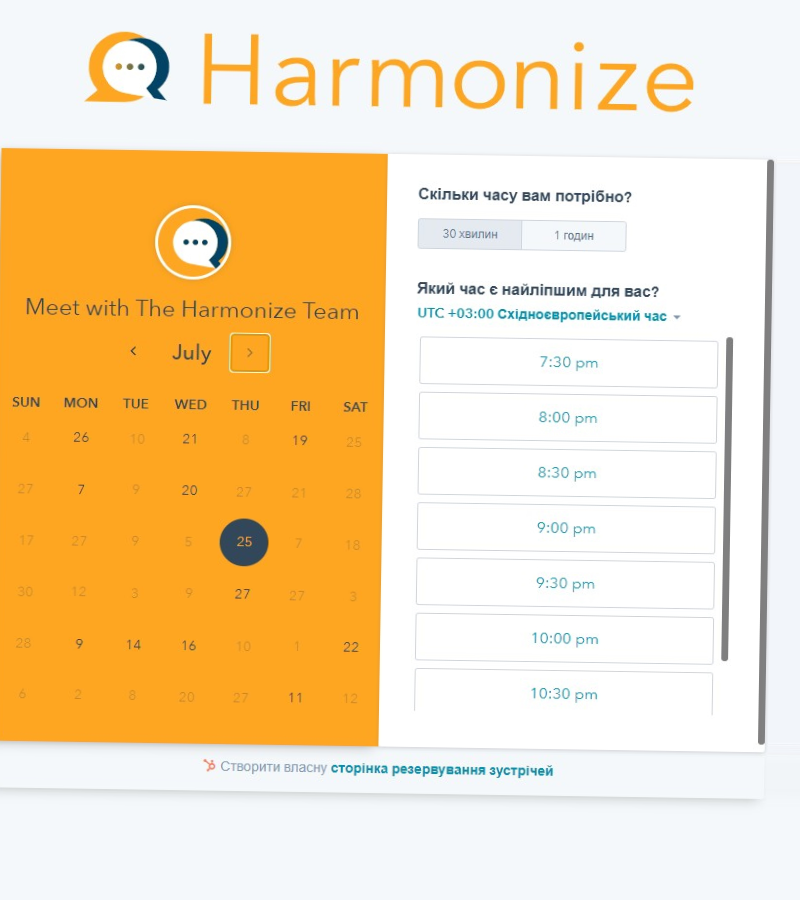 Harmonize
Meet with The Harmonize Team
July
SUN MON TUE WED THU FRI SAT
4 26 10 21 8 19 25
27 7 9 20 27 21 28
17 27 9 5 25 7 18
30 12 3 9 27 27 3
28 9 14 16 10 1 22
6 2 8 20 27 11 12
Скільки часу вам потрібно?
30 хвилин 1 годин
Який час є найліпшим для вас?
UTC +03:00 Східноєвропейський час
7:30 pm
8:00 pm
8:30 pm
9:00 pm
9:30 pm
10:00 pm
10:30 pm
Створити власну сторінка резервування зустрічей